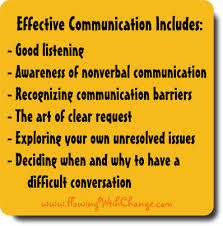 Effective Communication Includes:
- Good listening
- Awareness of nonverbal communication
- Recognizing communication barriers
- The art of clear request
- Exploring your own unresolved issues
- Deciding when and why to have a
difficult conversation
www.FlowingWithChange.com